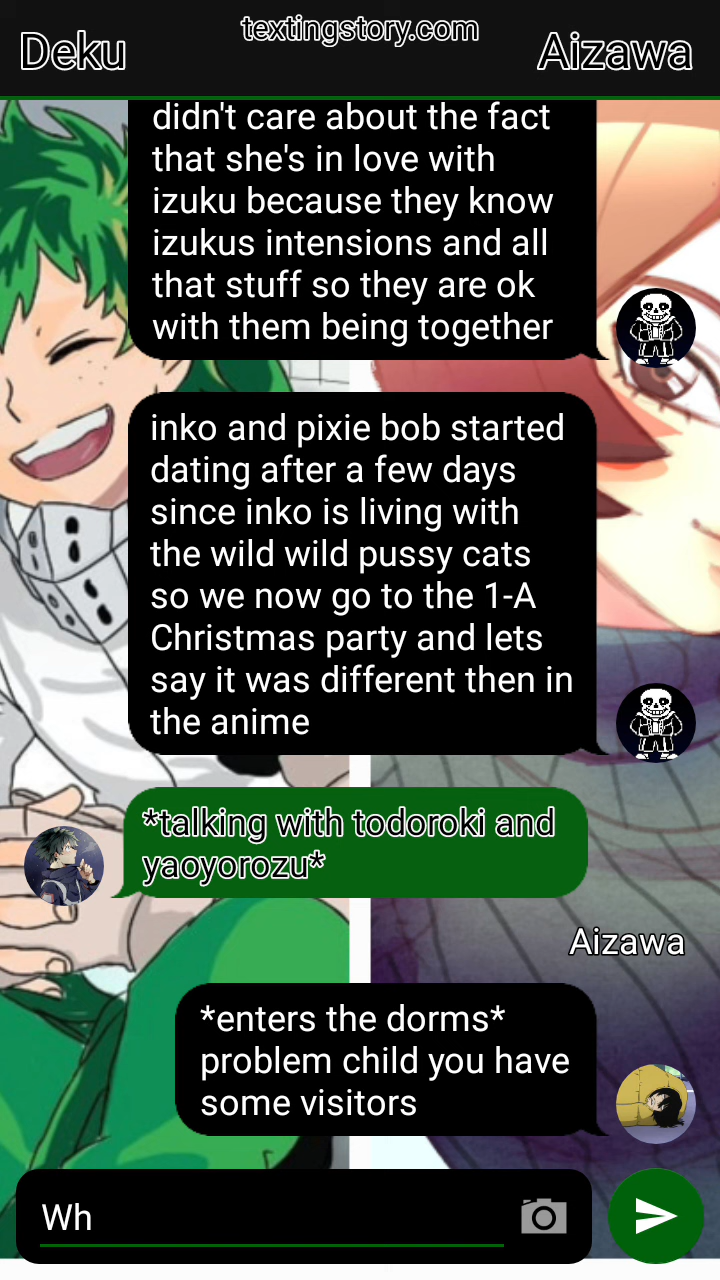 textingstory.com
Deku
Aizawa
didn't care about the fact
that she's in love with
izuku because they know
izukus intensions and all
that stuff so they are ok
with them being together
inko and pixie bob started
dating after a few days
since inko is living with
the wild wild pussy cats
so we now go to the 1-A
Christmas party and lets
say it was different then in
the anime
*talking with todoroki and
yaoyorozu*
Aizawa
*enters the dorms*
problem child you have
some visitors
Wh